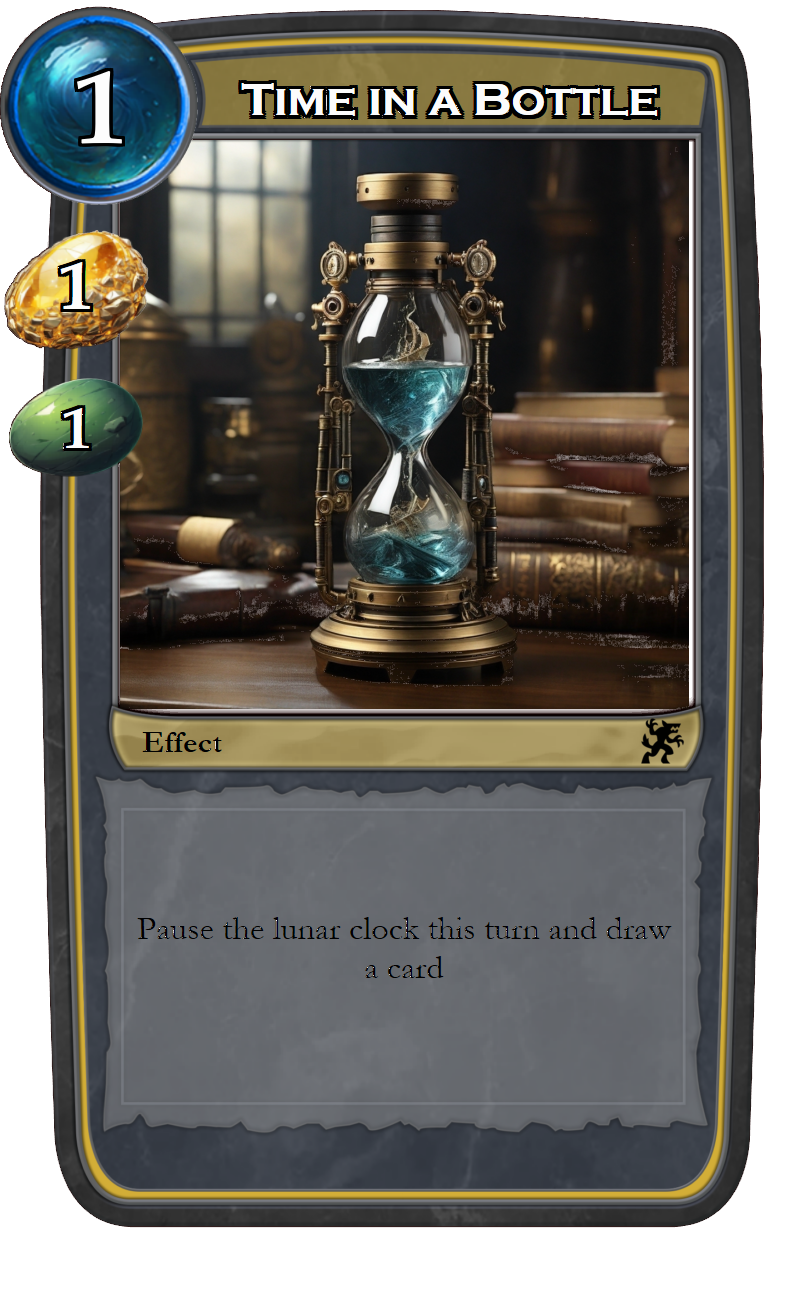 1
TIME IN A BOTTLE
1
1
Effect
Pause the lunar clock this turn and draw
a card